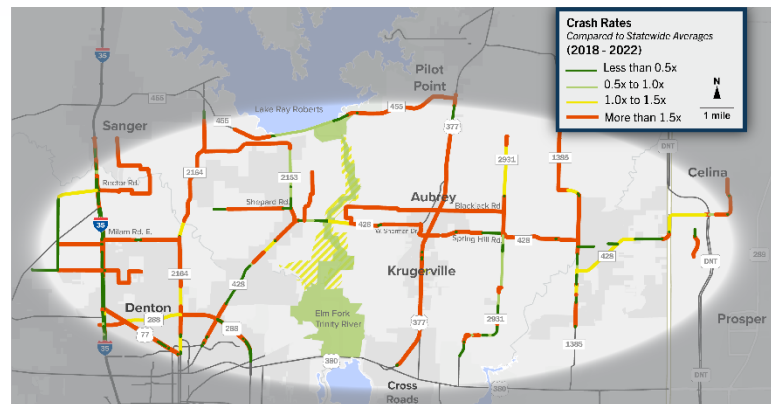 Crash Rates
Compared to Statewide Averages
(2018 - 2022)
Less than 0.5x
0.5x to 1.0x
1.0x to 1.5x
More than 1.5x
N
1 mile
35
Pilot
Point
455
Lake Ray Roberts
455
455
377
Sanger
2931
1385
DNT
2164
2153
Celina
Rector Rd.
Shepard Rd.
Aubrey
Blackjack Rd.
35
Milam Rd. E.
428
Spring Hill Rd.
428
428
DNT
289
2164
428
Krugerville
Denton
288
Elm Fork
Trinity River
77
288
377
2931
Prosper
35
380
1385
Cross
Roads
380